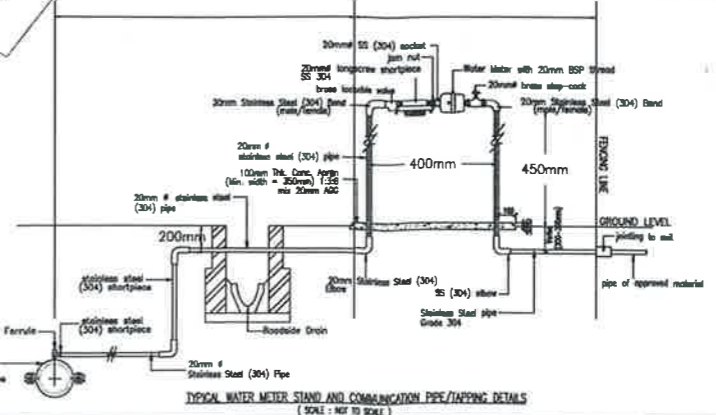 20mmø SS (304) socket
jam nut
20mmø longscrew shortpiece
SS 304
brass lockable valve
20mm Stainless Steel (304) Bend
(male/female)
Water Meter with 20mm BSP thread
20mmø brass stop-cock
20mm Stainless Steel (304) Bend
(male/female)
20mm ø
stainless steel (304) pipe
400mm
450mm
FENCING LINE
100mm Thk. Conc. Apron
(Min. width = 350mm) 1:3:6
mix 20mm AGG
20mm ø stainless steel
(304) pipe
200mm
GROUND LEVEL
jointing to suit
stainless steel
(304) shortpiece
20mm Stainless Steel (304)
Elbow
SS (304) elbow
pipe of approved material
stainless steel
(304) shortpiece
Stainless Steel pipe
Grade 304
Ferrule
Roadside Drain
20mm ø
Stainless Steel (304) Pipe
TYPICAL WATER METER STAND AND COMMUNICATION PIPE/TAPPING DETAILS
( SCALE : NOT TO SCALE )